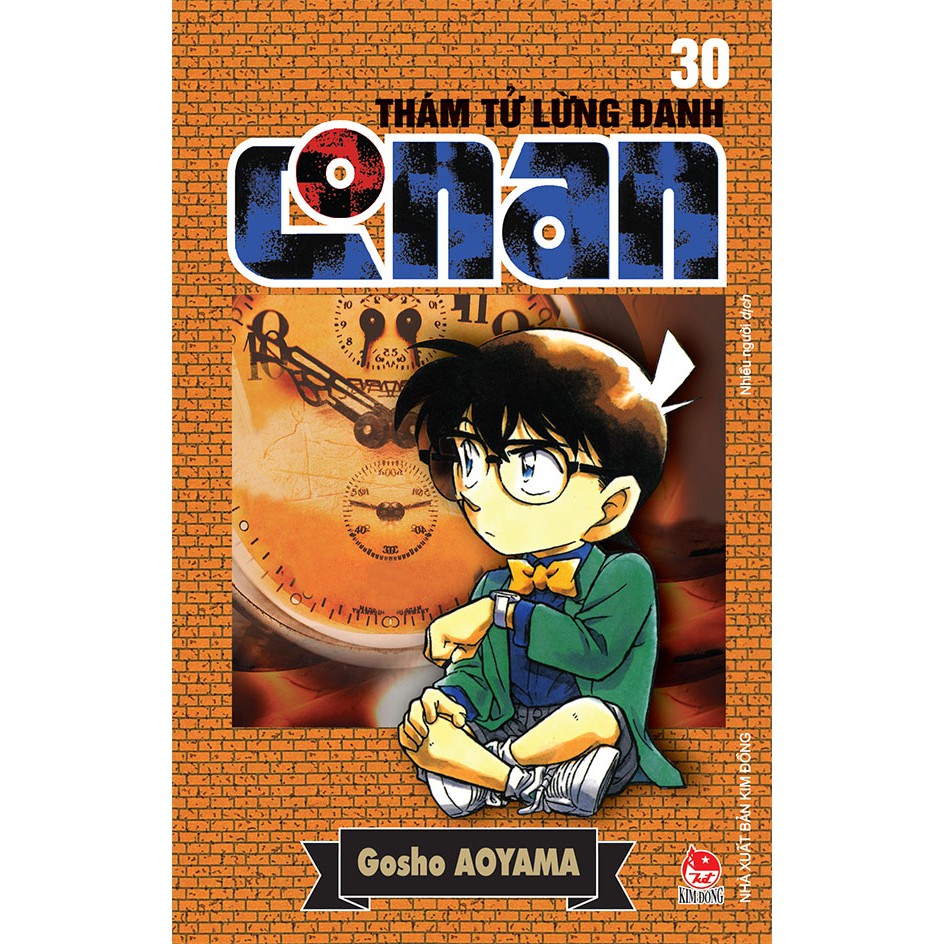 30
THÁM TỬ LỪNG DANH
Conan
Nhiều người dịch
NHÀ XUẤT BẢN KIM ĐỒNG
Gosho AOYAMA
KIM ĐỒNG